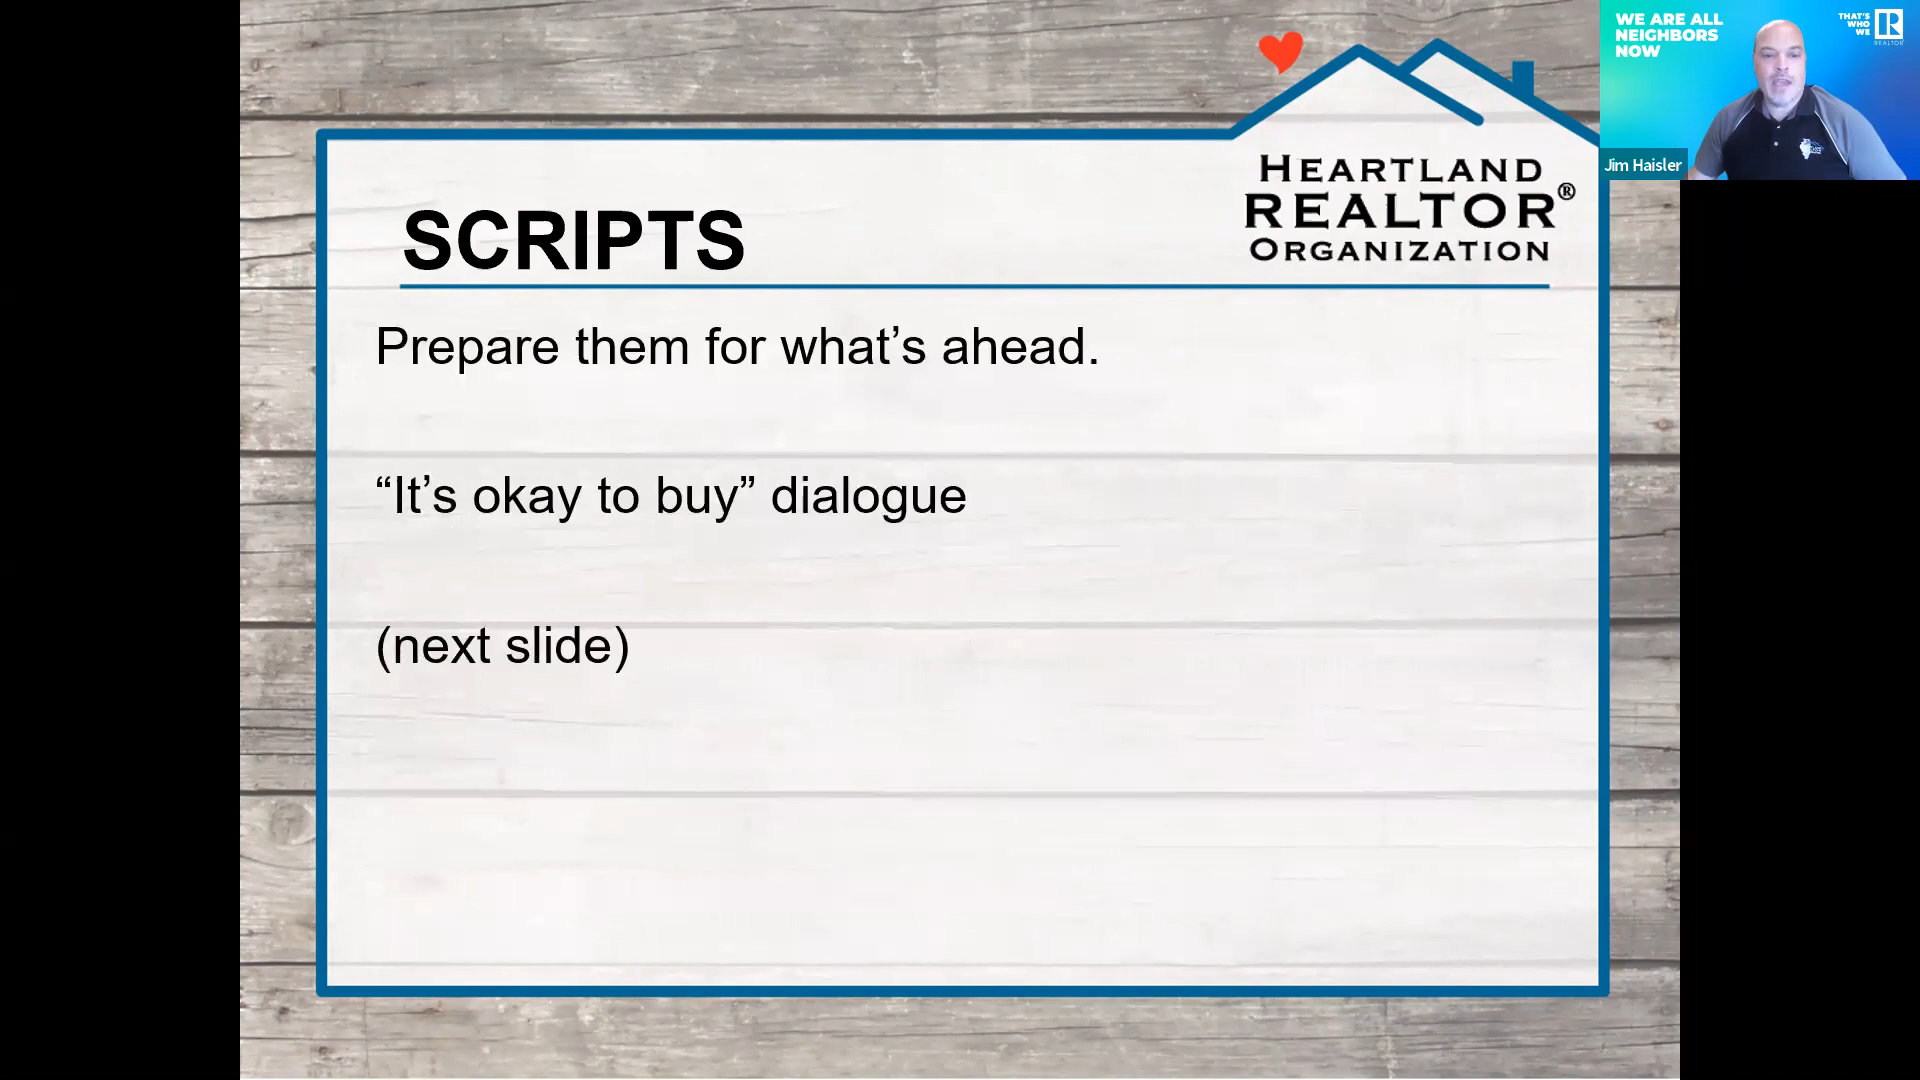 WE ARE ALL
NEIGHBORS
NOW
THAT'S
WHO
WE
R
REALTOR
Jim Haisler
HEARTLAND
REALTOR®
ORGANIZATION
SCRIPTS
Prepare them for what’s ahead.
“It’s okay to buy” dialogue
(next slide)